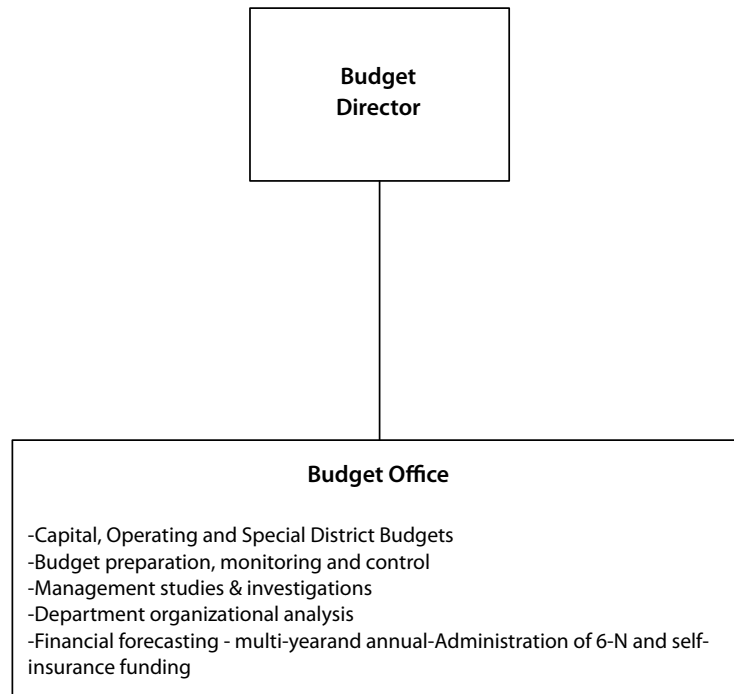 Budget
Director
Budget Office
-Capital, Operating and Special District Budgets
-Budget preparation, monitoring and control
-Management studies & investigations
-Department organizational analysis
-Financial forecasting - multi-yearand annual-Administration of 6-N and self-
insurance funding